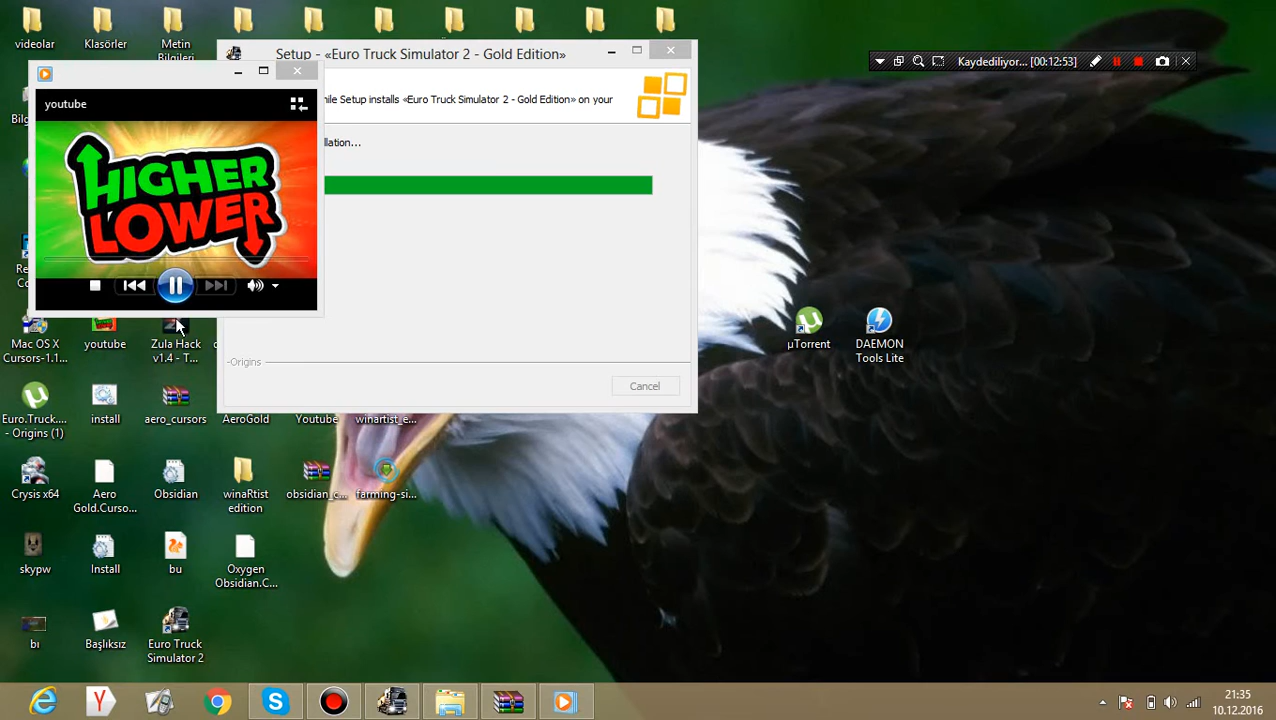 videolar
Klasörler
Metin
Bilgileri
Setup - «Euro Truck Simulator 2 - Gold Edition»
Kaydediliyor... [00:12:53]
youtube
Setup installs «Euro Truck Simulator 2 - Gold Edition» on your
HIGHER
LOWER
Mac OS X
Cursors-1.1...
youtube
Zula Hack
v1.4 - T...
µTorrent
DAEMON
Tools Lite
-Origins
Cancel
Euro.Truck....
- Origins (1)
install
aero_cursors
AeroGold
Youtube
winartist_e...
Crysis x64
Aero
Gold.Curso...
Obsidian
winaRtist
edition
obsidian_c...
farming-si...
skypw
Install
bu
Oxygen
Obsidian.C...
bı
Başlıksız
Euro Truck
Simulator 2
21:35
10.12.2016